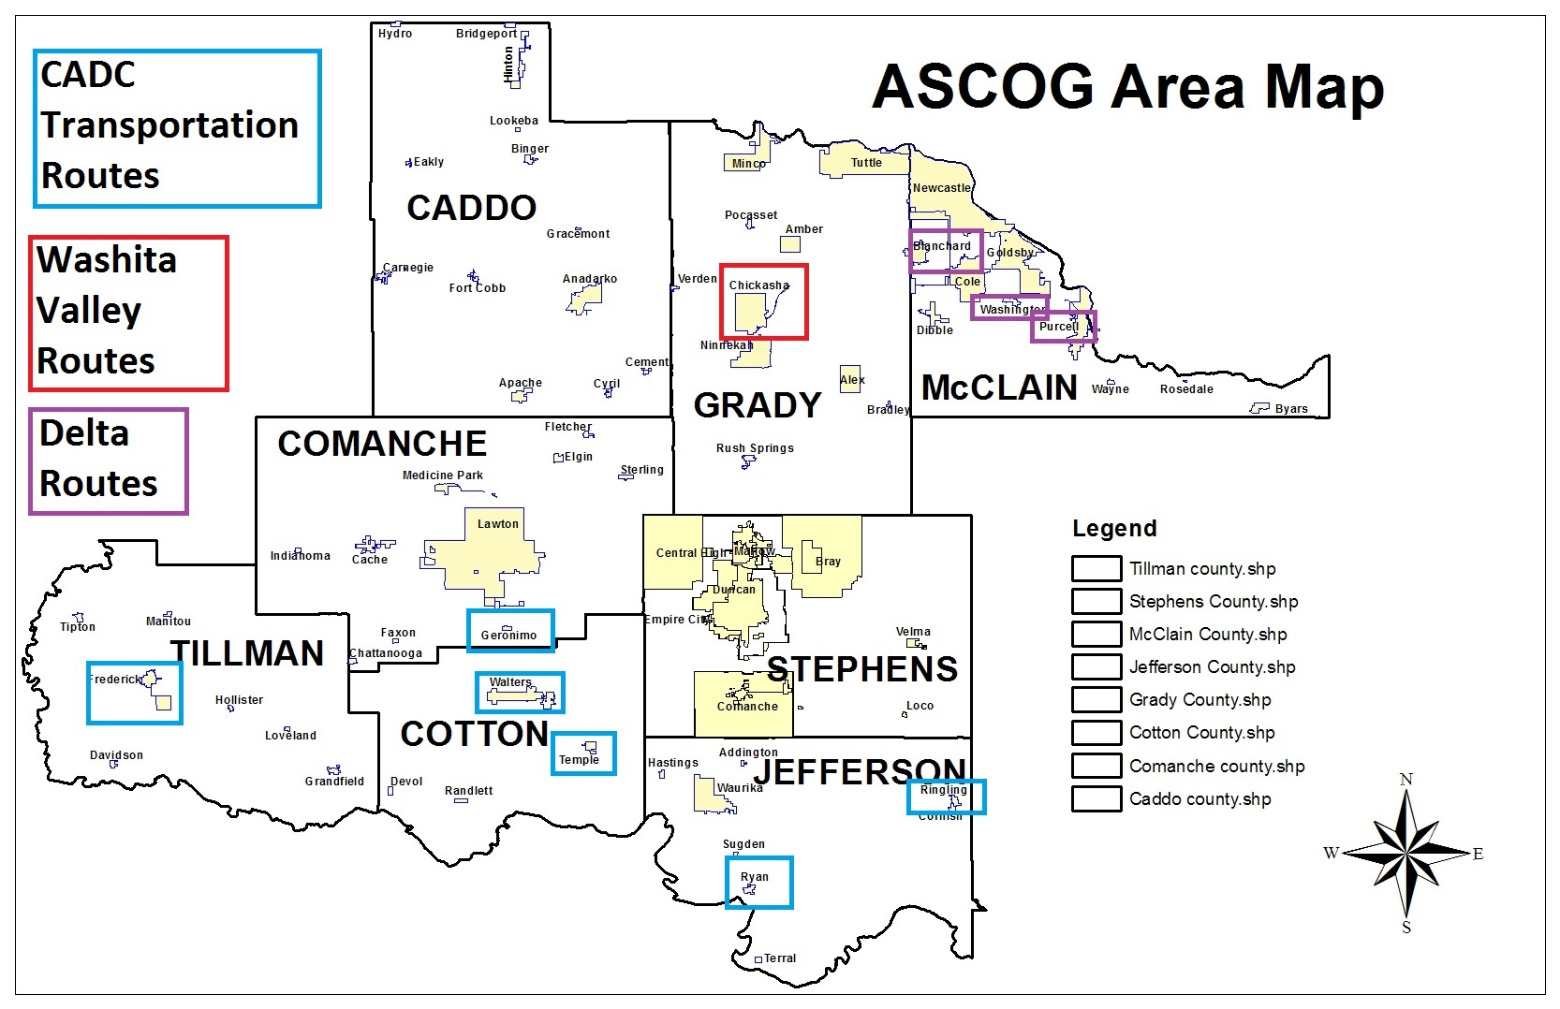 ASCOG Area Map
CADC
Transportation
Routes
Washita
Valley
Routes
Delta
Routes
Hydro
Bridgeport
Hinton
Lookeba
Eakly
Binger
CADDO
Gracemont
Carnegie
Fort Cobb
Anadarko
Cement
Apache
Cyril
Minco
Tuttle
Pocasset
Amber
Verden
Chickasha
Ninnekah
Alex
GRADY
Bradley
Rush Springs
Newcastle
Blanchard
Goldsby
Cole
Washington
Dibble
Purcell
McCLAIN
Wayne
Rosedale
Byars
COMANCHE
Fletcher
Elgin
Medicine Park
Sterling
Lawton
Indiahoma
Cache
Geronimo
Faxon
Chattanooga
Tipton
Manitou
TILLMAN
Frederick
Hollister
Loveland
Davidson
Grandfield
Walters
COTTON
Temple
Devol
Randlett
Central High
Marlow
Bray
Duncan
Empire City
Velma
STEPHENS
Comanche
Loco
Addington
Hastings
JEFFERSON
Waurika
Ringling
Cornish
Sugden
Ryan
Terral
Legend
Tillman county.shp
Stephens County.shp
McClain County.shp
Jefferson County.shp
Grady County.shp
Cotton County.shp
Comanche county.shp
Caddo county.shp
N
W
E
S